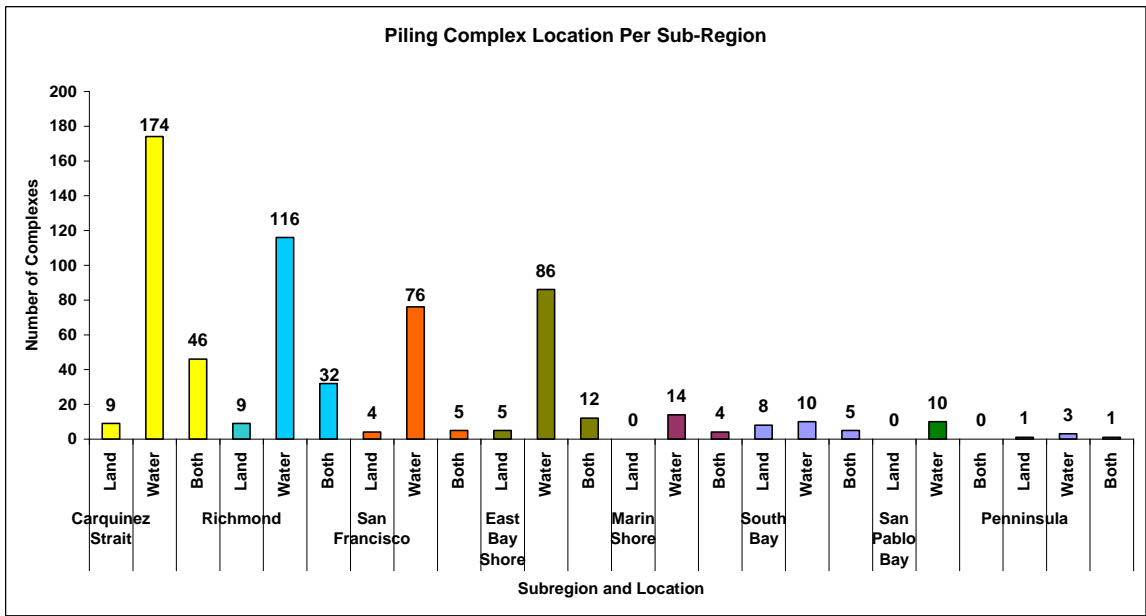 Piling Complex Location Per Sub-Region
Number of Complexes
200
180
160
140
120
100
80
60
40
20
0
9
174
46
9
116
32
4
76
5
5
86
12
0
14
4
8
10
5
0
10
0
1
3
1
Land
Water
Both
Land
Water
Both
Land
Water
Both
Land
Water
Both
Land
Water
Both
Land
Water
Both
Land
Water
Both
Land
Water
Both
Carquinez
Strait
Richmond
San
Francisco
East
Bay
Shore
Marin
Shore
South
Bay
San
Pablo
Bay
Penninsula
Subregion and Location